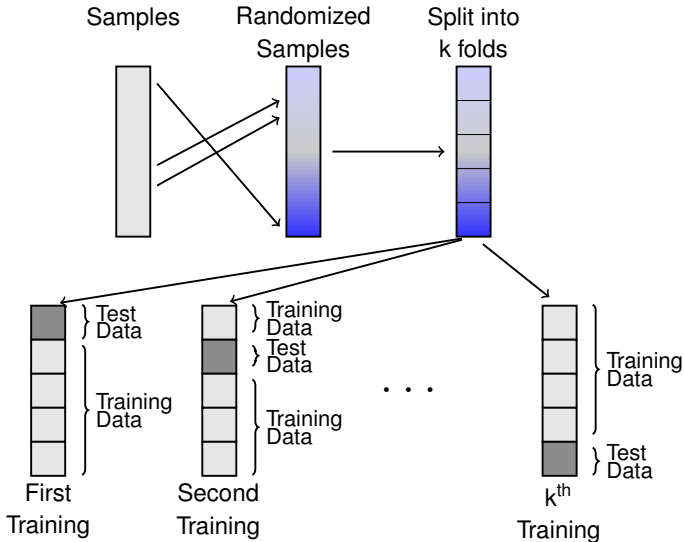 Samples
Randomized
Samples
Split into
k folds
Test
Data
Training
Data
First
Training
Training
Data
Test
Data
Training
Data
Second
Training
. . .
Training
Data
Test
Data
kth
Training